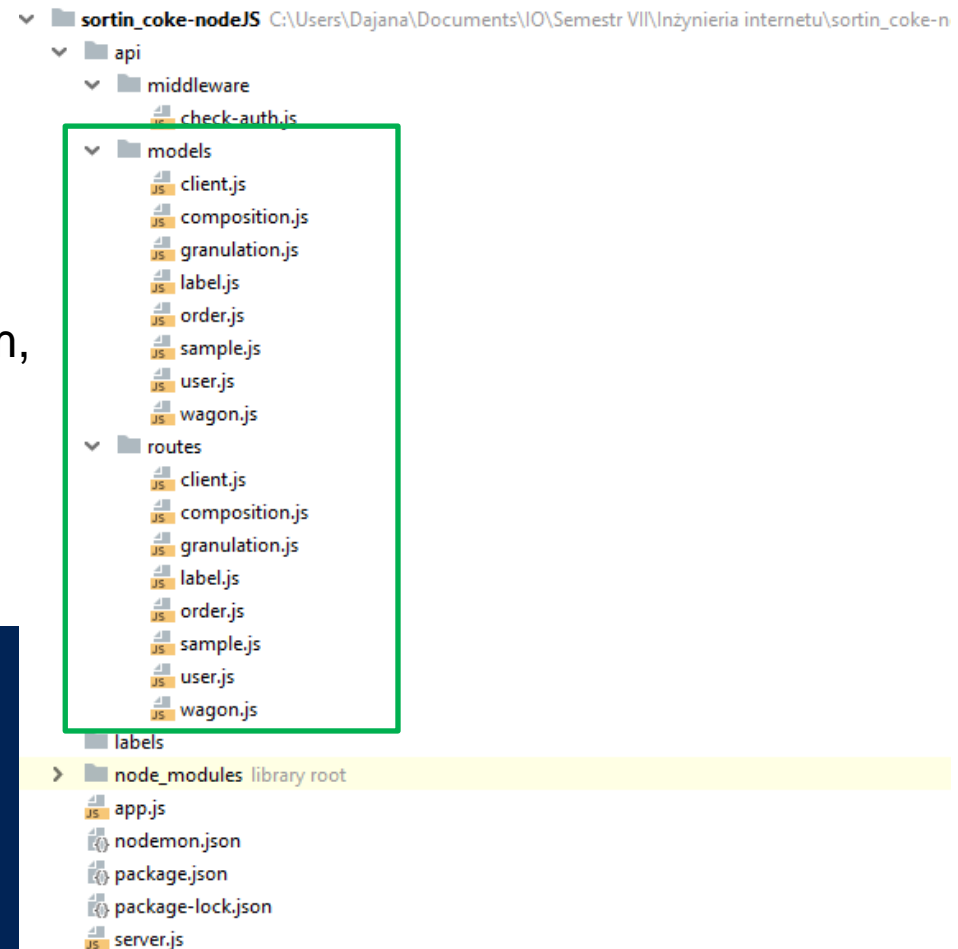 sortin_coke-nodeJS C:\Users\Dajana\Documents\IO\Semestr VII\Inżynieria internetu\sortin_coke-n
api
middleware
check-auth.js
models
client.js
composition.js
granulation.js
label.js
order.js
sample.js
user.js
wagon.js
routes
client.js
composition.js
granulation.js
label.js
order.js
sample.js
user.js
wagon.js
labels
node_modules library root
app.js
nodemon.json
package.json
package-lock.json
server.js